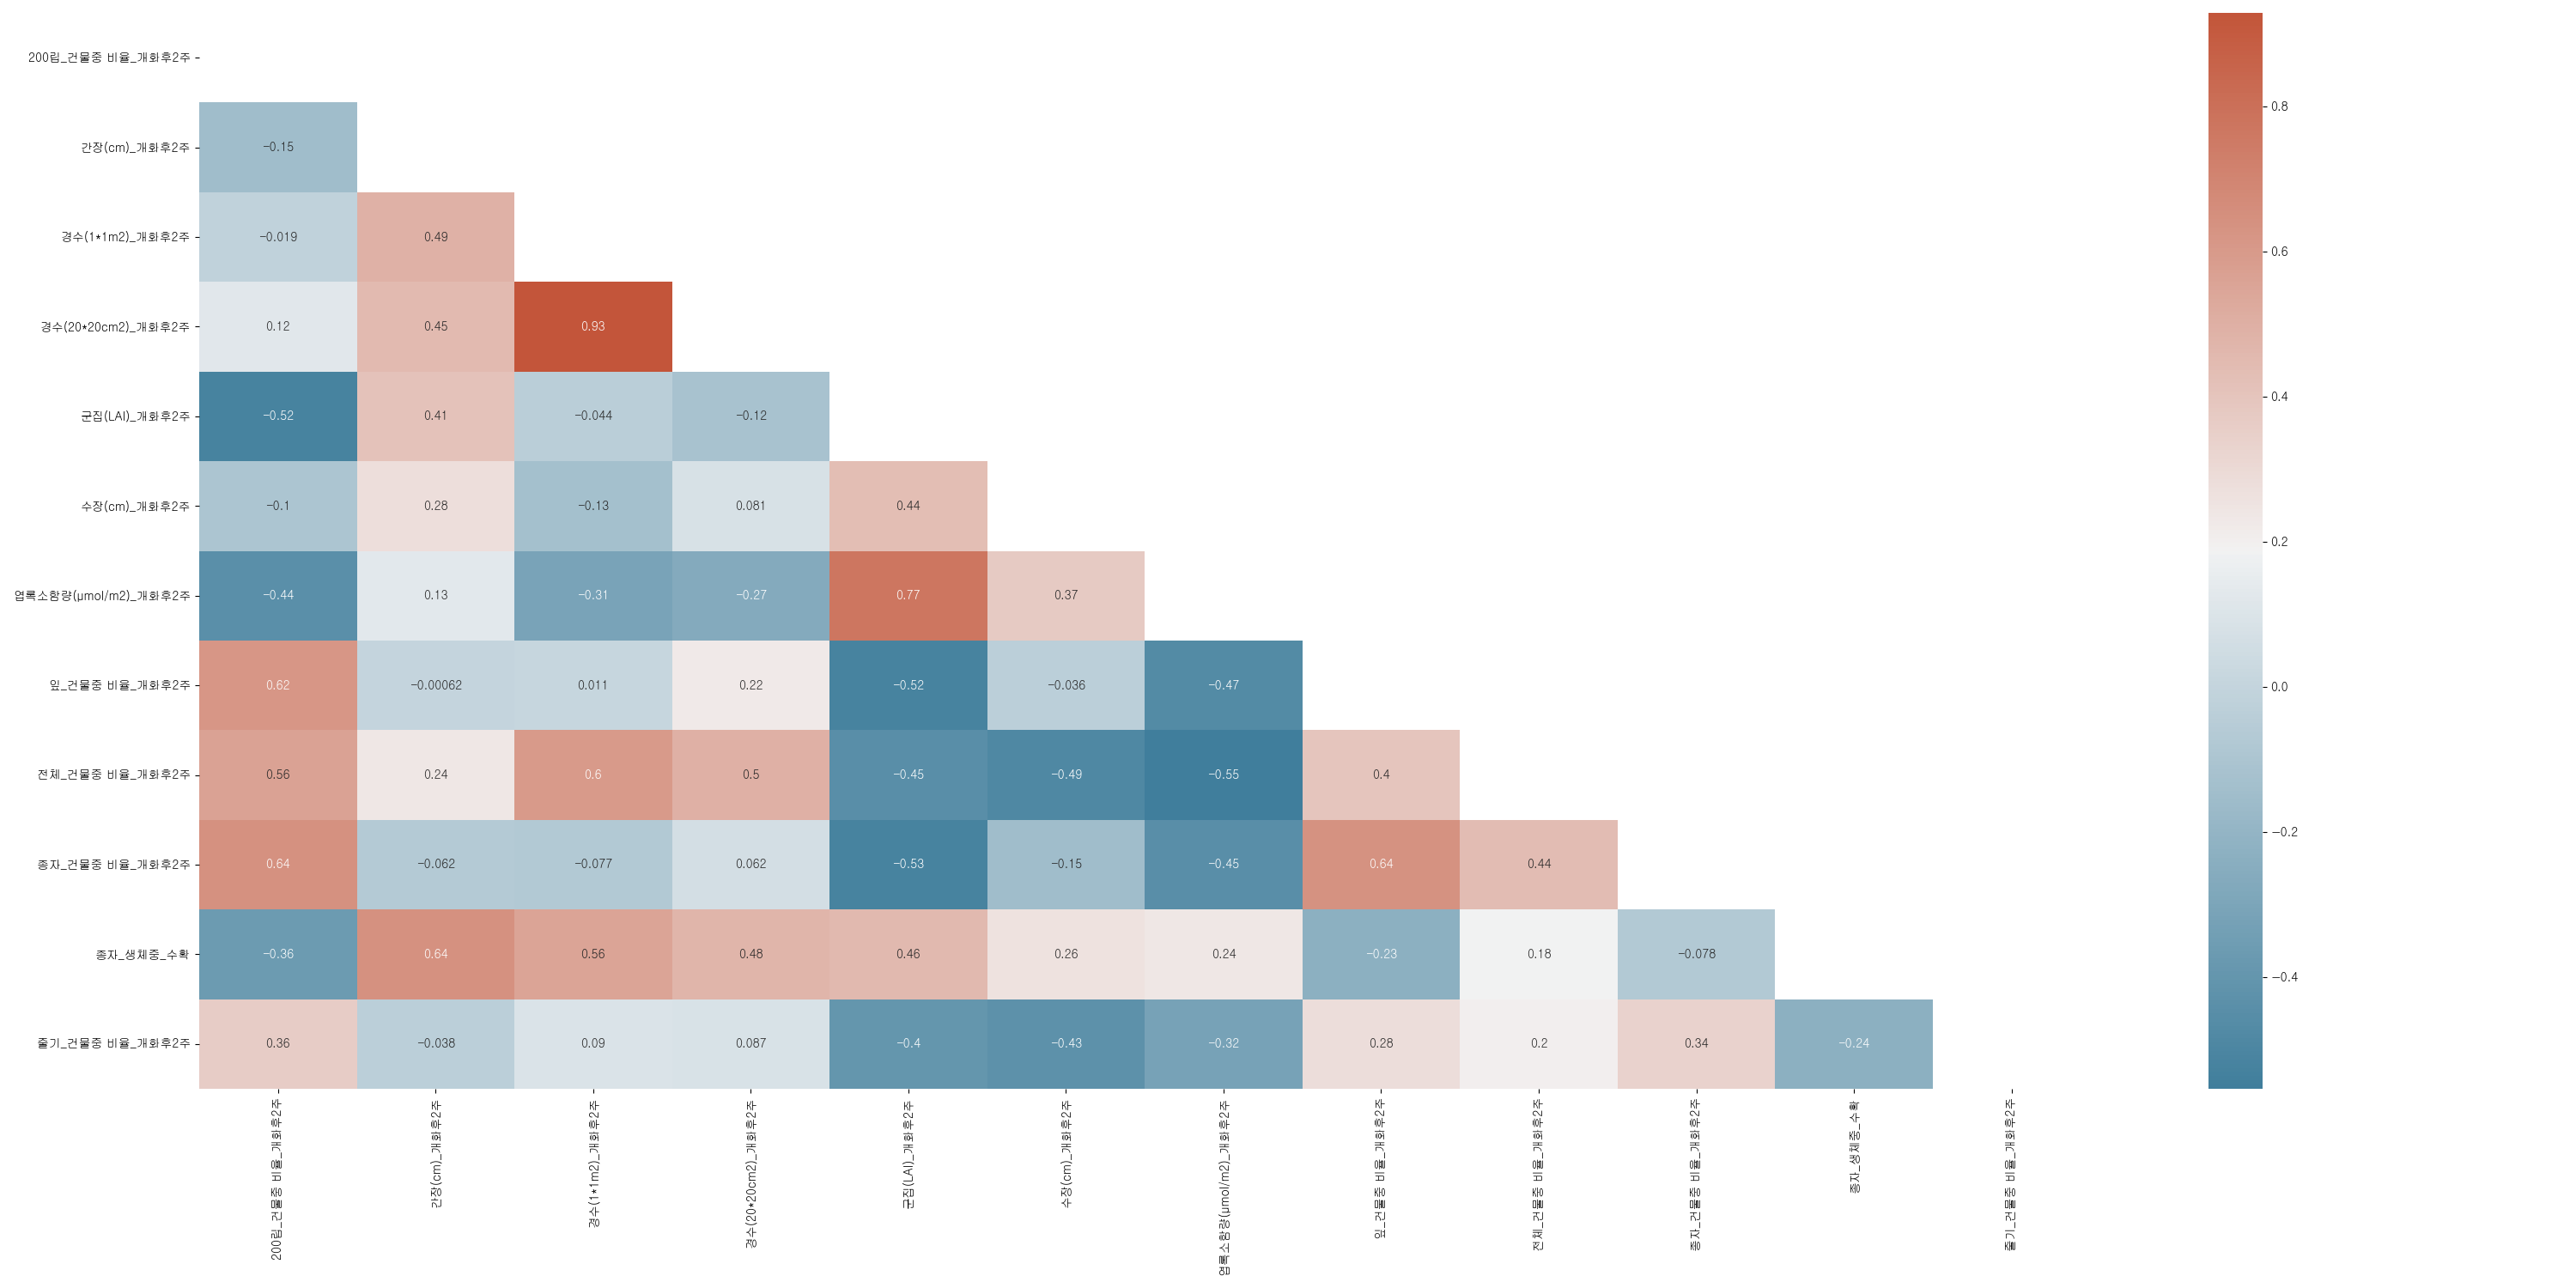 200립_건물중 비율_개화후2주
간장(cm)_개화후2주
-0.15
경수(1*1m2)_개화후2주
-0.019 0.49
경수(20*20cm2)_개화후2주
0.12 0.45 0.93
군집(LAI)_개화후2주
-0.52 0.41 -0.044 -0.12
수장(cm)_개화후2주
-0.1 0.28 -0.13 0.081 0.44
엽록소함량(μmol/m2)_개화후2주
-0.44 0.13 -0.31 -0.27 0.77 0.37
잎_건물중 비율_개화후2주
0.62 -0.00062 0.011 0.22 -0.52 -0.036 -0.47
전체_건물중 비율_개화후2주
0.56 0.24 0.6 0.5 -0.45 -0.49 -0.55 0.4
종자_건물중 비율_개화후2주
0.64 -0.062 -0.077 0.062 -0.53 -0.15 -0.45 0.64 0.44
종자_생체중_수확
-0.36 0.64 0.56 0.48 0.46 0.26 0.24 -0.23 0.18 -0.078
줄기_건물중 비율_개화후2주
0.36 -0.038 0.09 0.087 -0.4 -0.43 -0.32 0.28 0.2 0.34 -0.24
200립_건물중 비율_개화후2주
간장(cm)_개화후2주
경수(1*1m2)_개화후2주
경수(20*20cm2)_개화후2주
군집(LAI)_개화후2주
수장(cm)_개화후2주
엽록소함량(μmol/m2)_개화후2주
잎_건물중 비율_개화후2주
전체_건물중 비율_개화후2주
종자_건물중 비율_개화후2주
종자_생체중_수확
줄기_건물중 비율_개화후2주
0.8
0.6
0.4
0.2
0.0
-0.2
-0.4